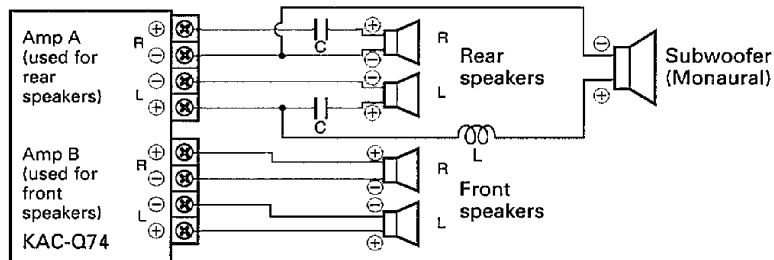 Amp A
(used for
rear
speakers)
R
L
⊕
⊖
⊖
⊕
C
C
⊕
⊖
⊖
⊕
R
L
Rear
speakers
⊖
⊕
Subwoofer
(Monaural)
L
Amp B
(used for
front
speakers)
KAC-Q74
R
L
⊕
⊖
⊖
⊕
⊕
⊖
⊖
⊕
R
L
Front
speakers